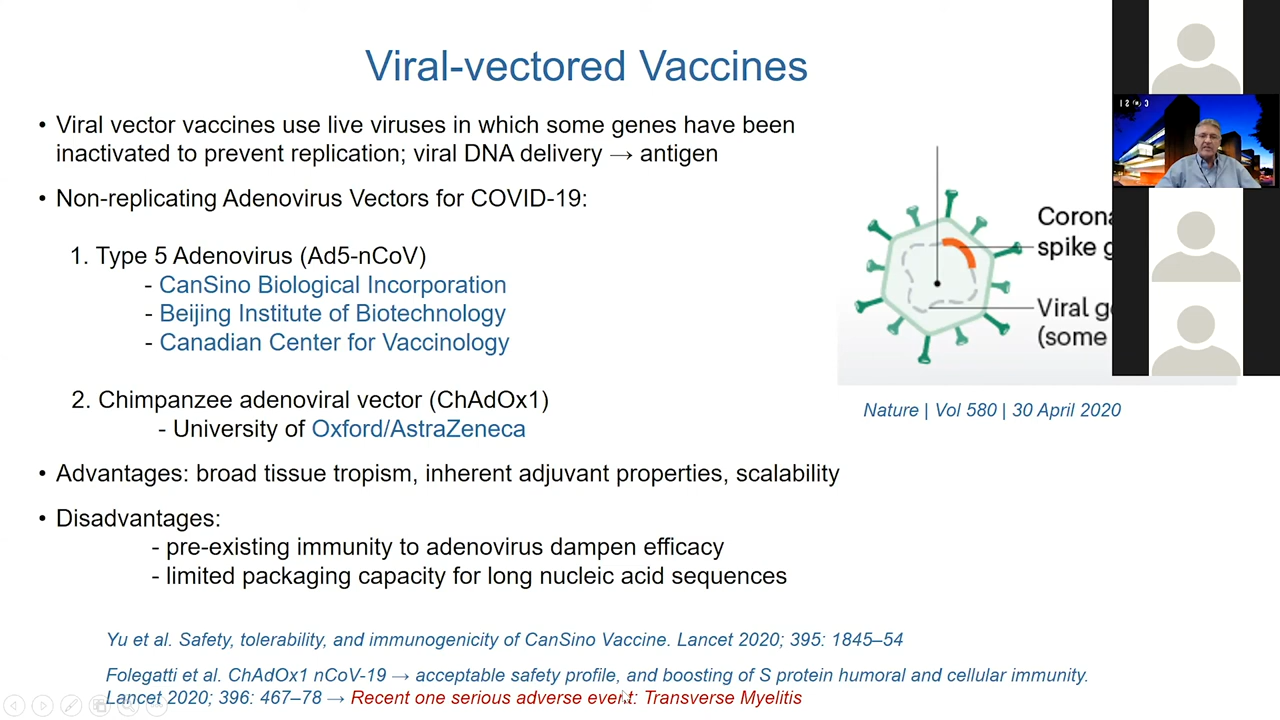 Viral-vectored Vaccines
• Viral vector vaccines use live viruses in which some genes have been
inactivated to prevent replication; viral DNA delivery → antigen
• Non-replicating Adenovirus Vectors for COVID-19:
1. Type 5 Adenovirus (Ad5-nCoV)
- CanSino Biological Incorporation
- Beijing Institute of Biotechnology
- Canadian Center for Vaccinology
2. Chimpanzee adenoviral vector (ChAdOx1)
- University of Oxford/AstraZeneca
• Advantages: broad tissue tropism, inherent adjuvant properties, scalability
• Disadvantages:
- pre-existing immunity to adenovirus dampen efficacy
- limited packaging capacity for long nucleic acid sequences
Yu et al. Safety, tolerability, and immunogenicity of CanSino Vaccine. Lancet 2020; 395: 1845–54
Folegatti et al. ChAdOx1 nCoV-19 → acceptable safety profile, and boosting of S protein humoral and cellular immunity.
Lancet 2020; 396: 467–78 → Recent one serious adverse event: Transverse Myelitis
spike
Viral
(some
Nature | Vol 580 | 30 April 2020